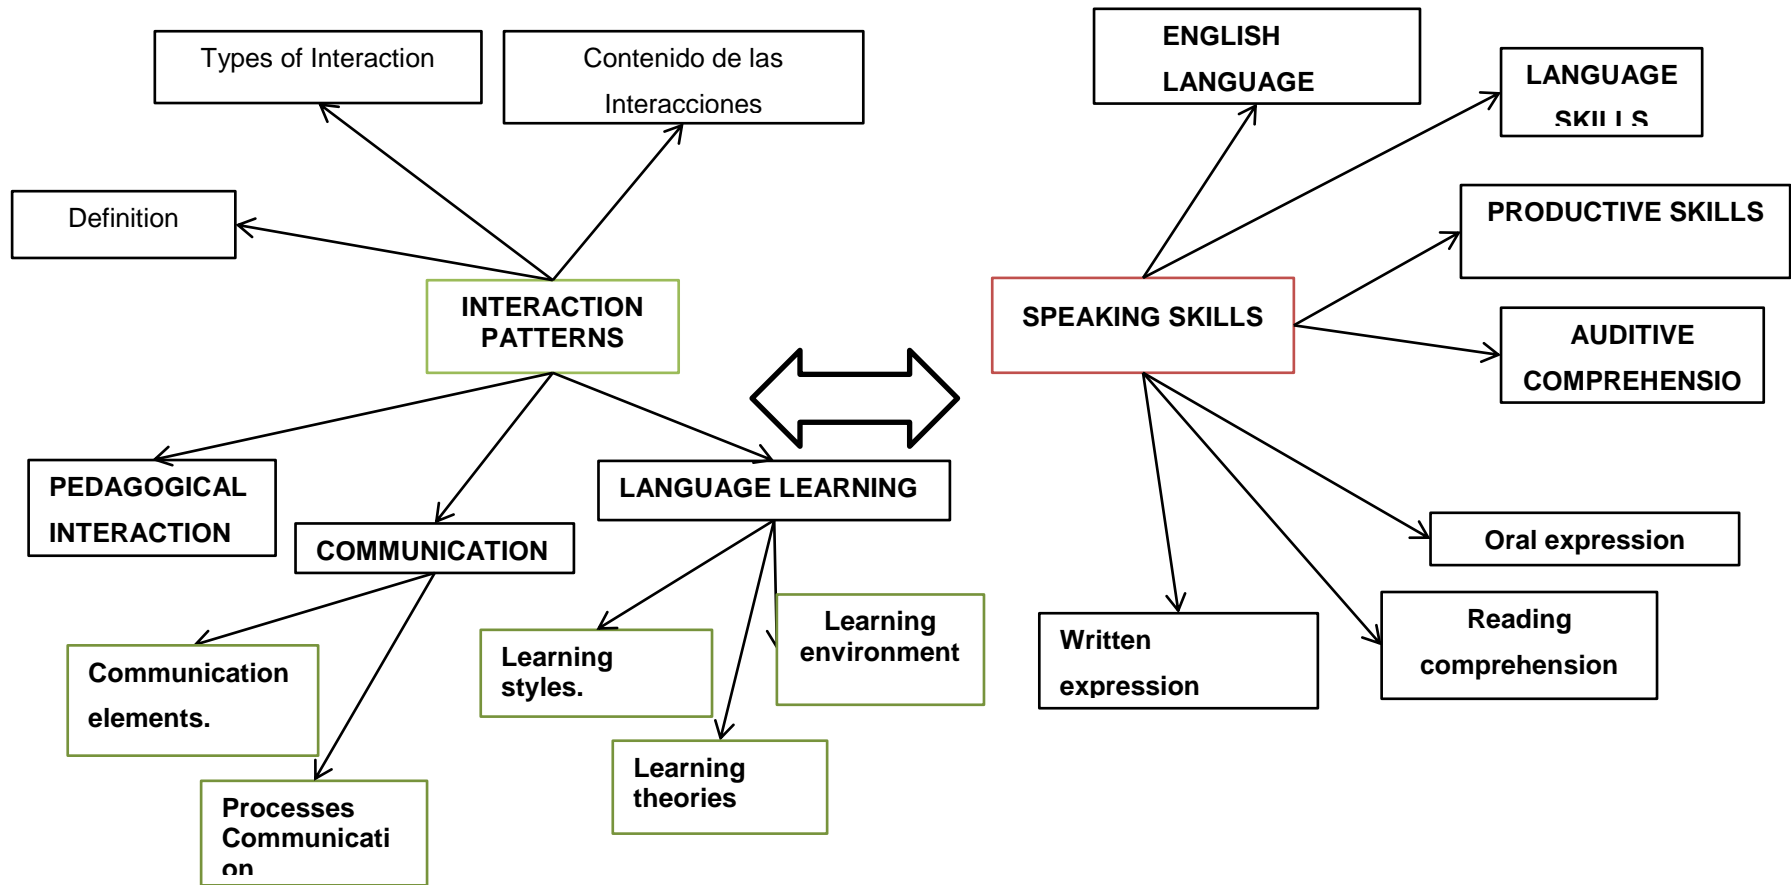 Types of Interaction
Contenido de las
Interacciones
Definition
INTERACTION
PATTERNS
PEDAGOGICAL
INTERACTION
COMMUNICATION
LANGUAGE LEARNING
Communication
elements.
Processes
Communicati
on
Learning
styles.
Learning
theories
Learning
environment
ENGLISH
LANGUAGE
LANGUAGE
SKILLS
PRODUCTIVE SKILLS
SPEAKING SKILLS
AUDITIVE
COMPREHENSIO
Oral expression
Reading
comprehension
Written
expression